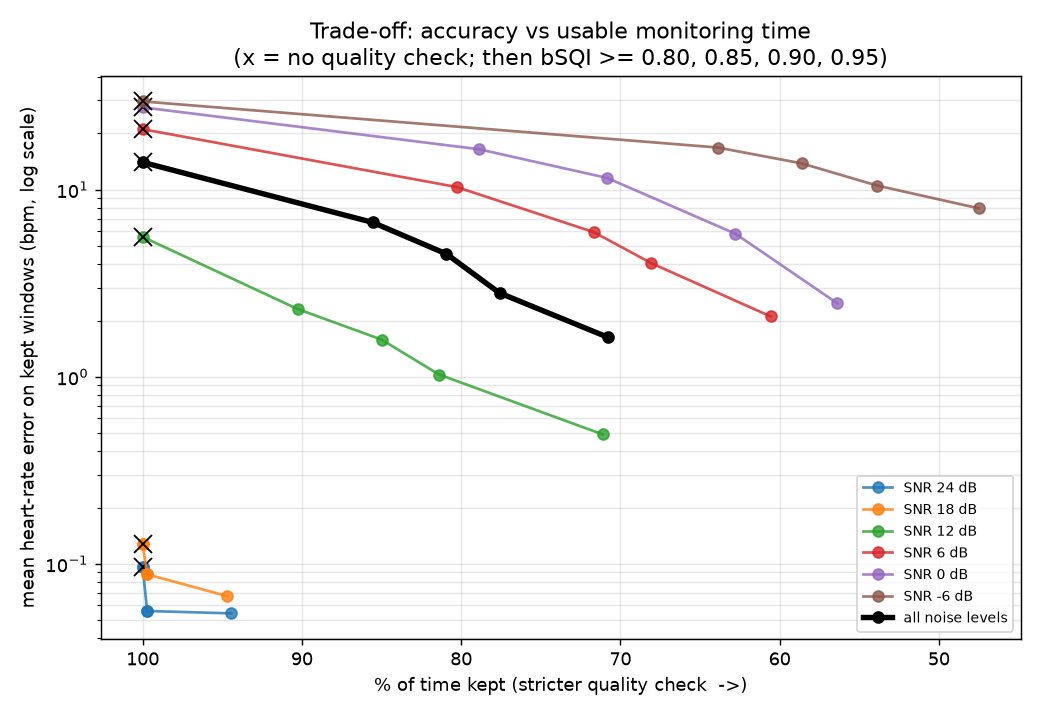 Trade-off: accuracy vs usable monitoring time
(x = no quality check; then bSQI >= 0.80, 0.85, 0.90, 0.95)
mean heart-rate error on kept windows (bpm, log scale)
10¹
10⁰
10⁻¹
100 90 80 70 60 50
% of time kept (stricter quality check ->)
SNR 24 dB
SNR 18 dB
SNR 12 dB
SNR 6 dB
SNR 0 dB
SNR -6 dB
all noise levels